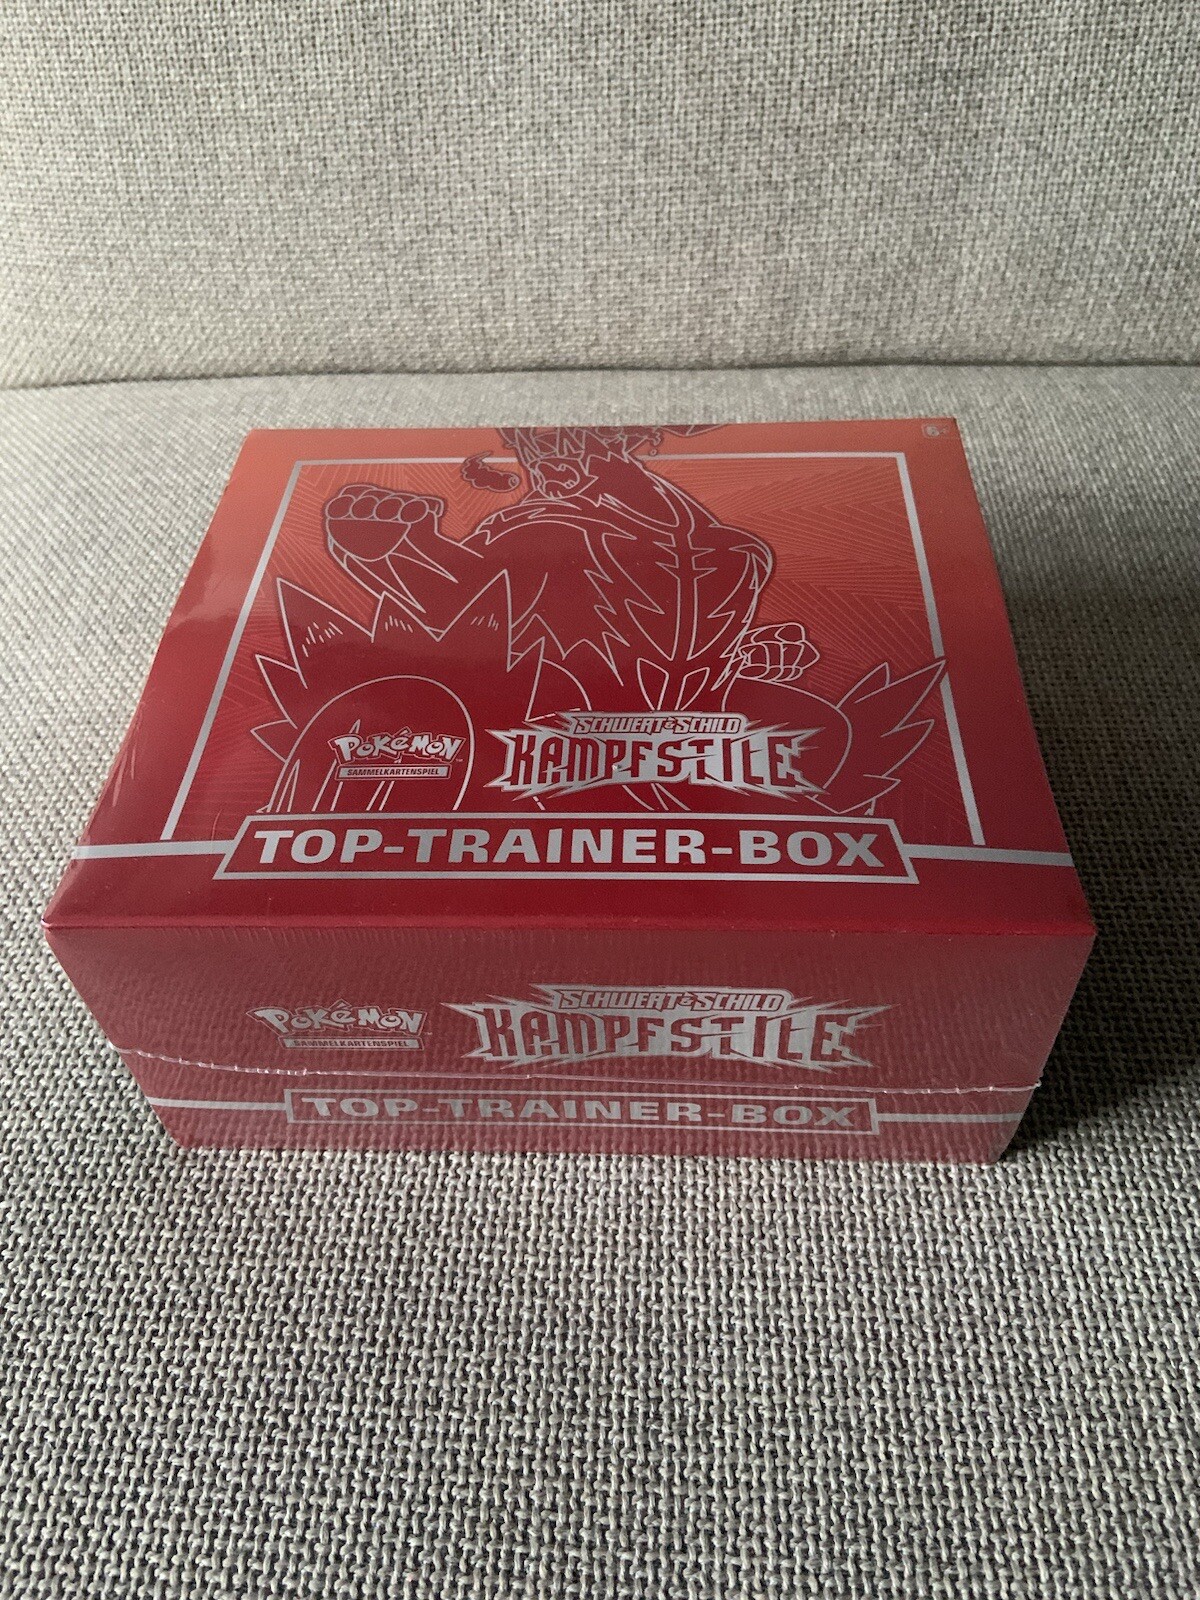 6+
SCHWERT & SCHILD
POKéMON
KAMPFSTILE
SAMMELKARTENSPIEL
TOP-TRAINER-BOX
SCHWERT & SCHILD
POKéMON
KAMPFSTILE
SAMMELKARTENSPIEL
TOP-TRAINER-BOX